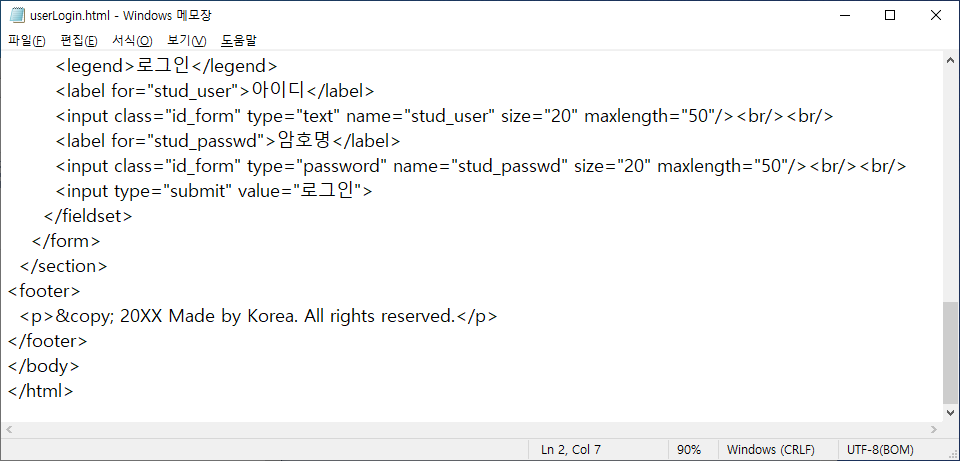 userLogin.html - Windows 메모장
파일(F) 편집(E) 서식(O) 보기(V) 도움말
<legend>로그인</legend>
<label for="stud_user">아이디</label>
<input class="id_form" type="text" name="stud_user" size="20" maxlength="50"/><br/><br/>
<label for="stud_passwd">암호명</label>
<input class="id_form" type="password" name="stud_passwd" size="20" maxlength="50"/><br/><br/>
<input type="submit" value="로그인">
</fieldset>
</form>
</section>
<footer>
<p>&copy; 20XX Made by Korea. All rights reserved.</p>
</footer>
</body>
</html>
Ln 2, Col 7 90% Windows (CRLF) UTF-8(BOM)